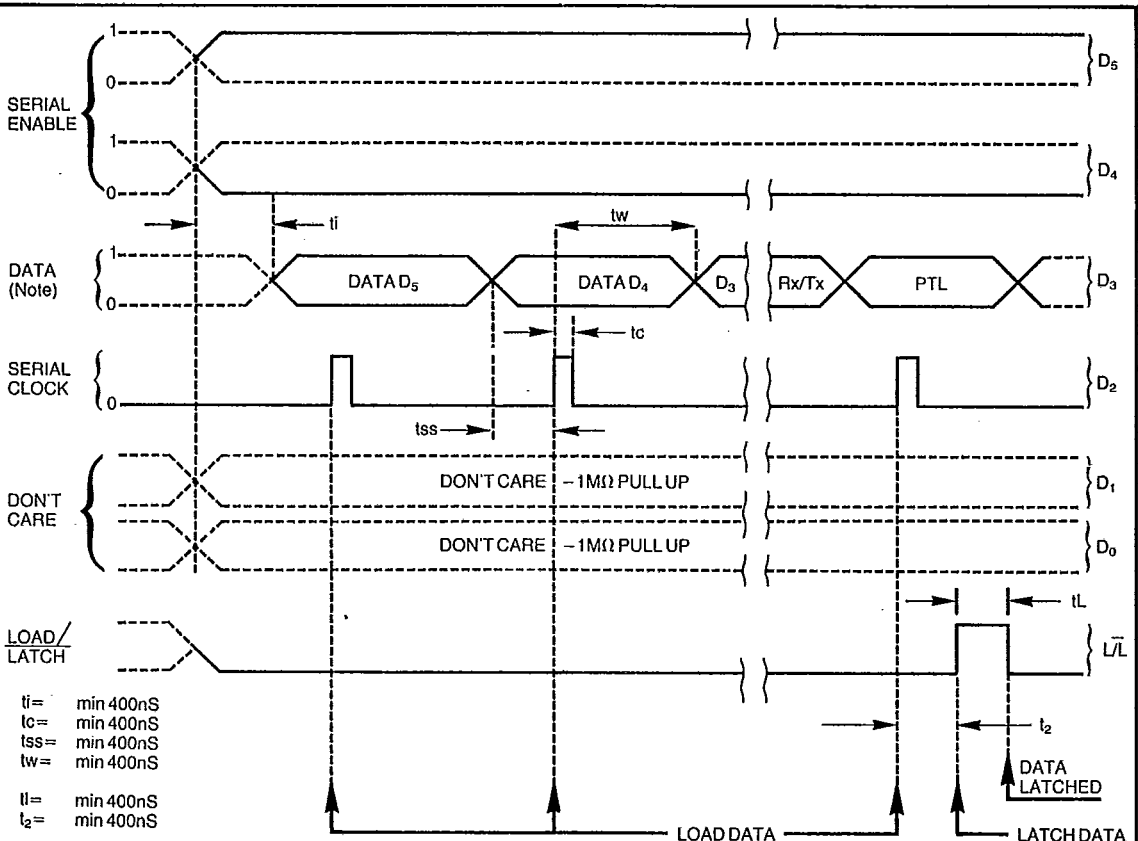 SERIAL
ENABLE
1
0
D5
1
0
D4
ti
tw
DATA
(Note)
1
0
DATA D5
DATA D4
D3
Rx/Tx
PTL
D3
tc
SERIAL
CLOCK
0
D2
tss
DON'T
CARE
DON'T CARE –1MΩ PULL UP
D1
DON'T CARE –1MΩ PULL UP
D0
tL
LOAD/
LATCH
L/L̅
ti= min 400nS
tc= min 400nS
tss= min 400nS
tw= min 400nS
tl= min 400nS
t2= min 400nS
t2
DATA
LATCHED
LOAD DATA
LATCH DATA